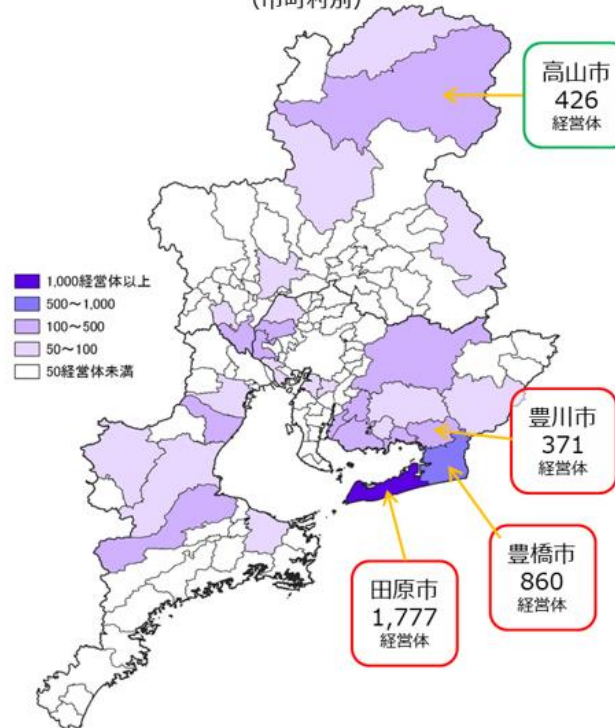 (市町村別)
高山市
426
経営体
1,000経営体以上
500～1,000
100～500
50～100
50経営体未満
豊川市
371
経営体
豊橋市
860
経営体
田原市
1,777
経営体